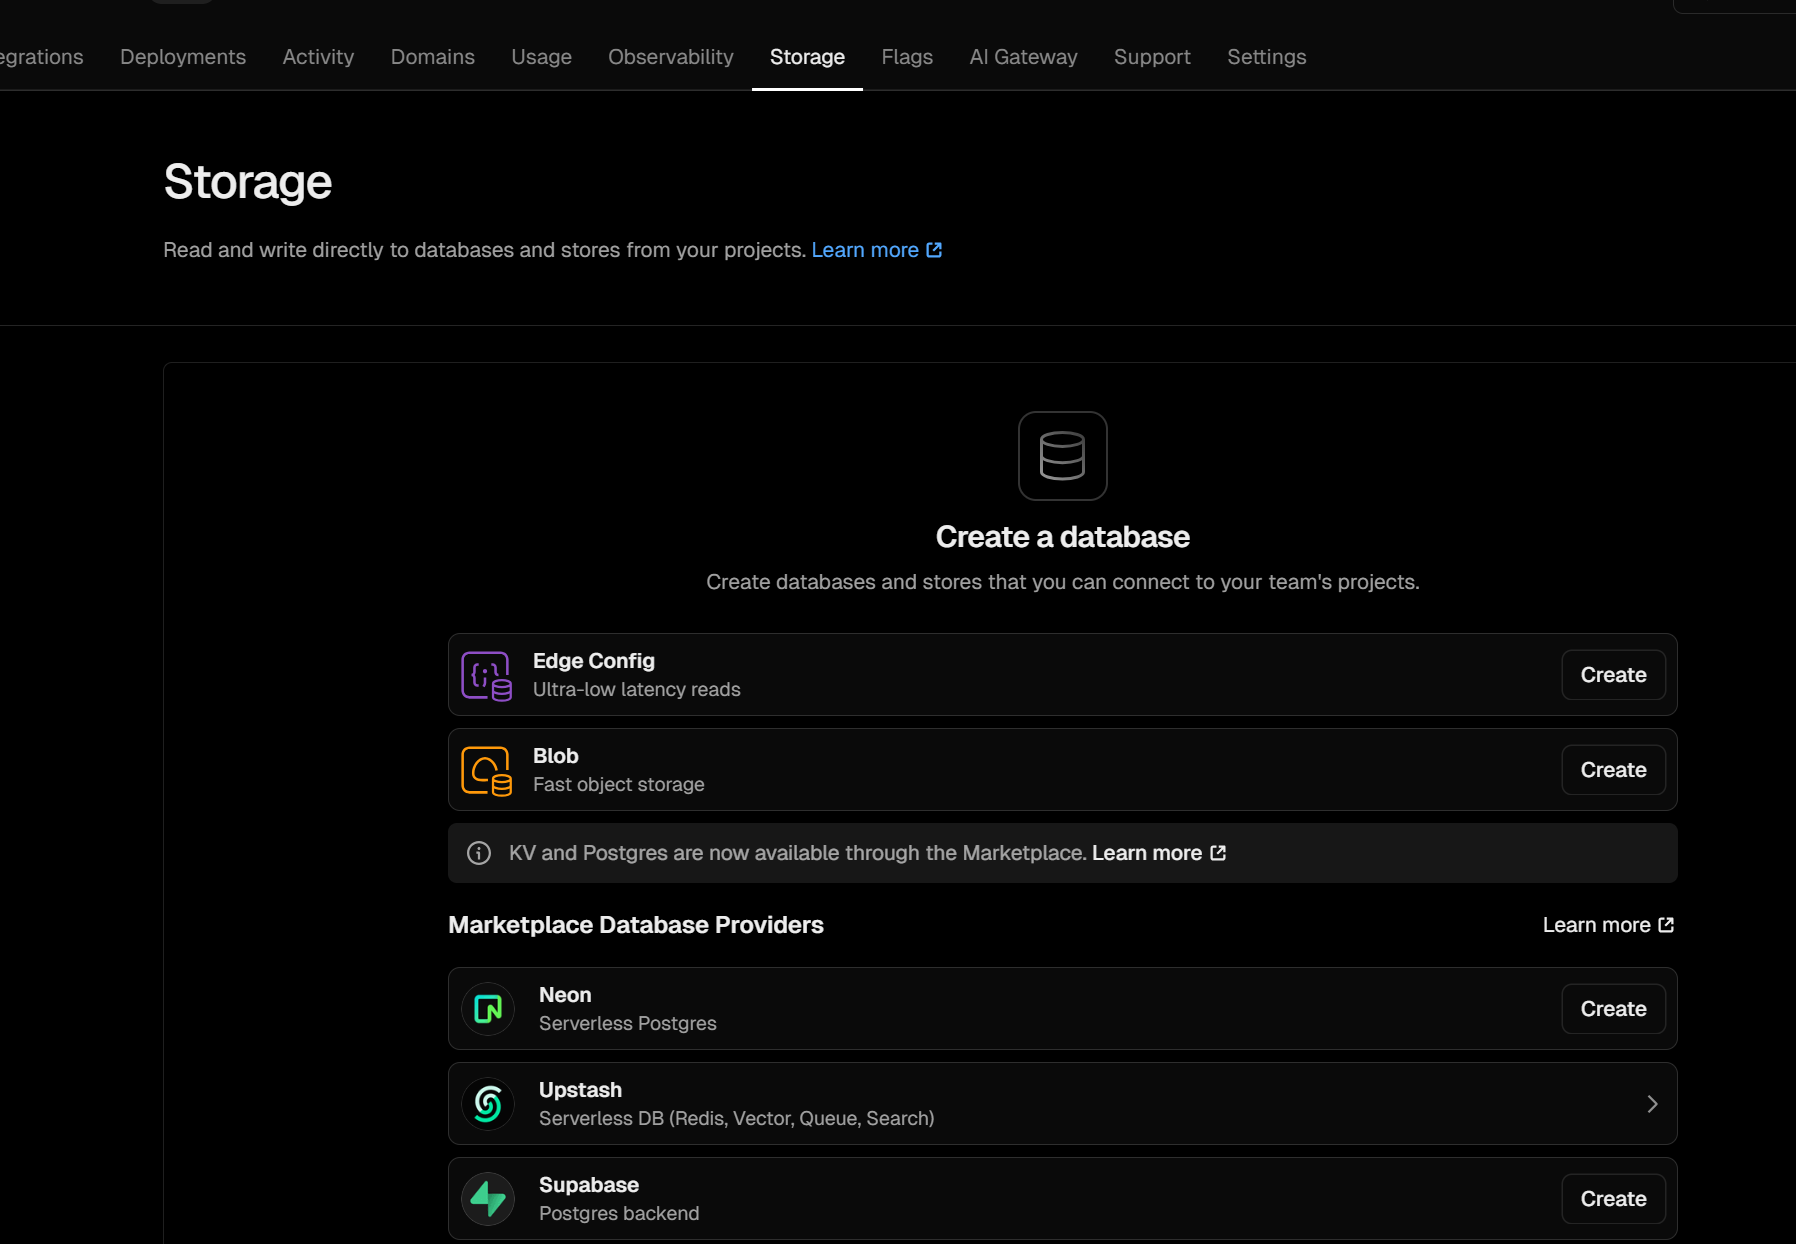 egrations Deployments Activity Domains Usage Observability Storage Flags AI Gateway Support Settings
Storage
Read and write directly to databases and stores from your projects. Learn more
Create a database
Create databases and stores that you can connect to your team's projects.
Edge Config
Ultra-low latency reads
Create
Blob
Fast object storage
Create
KV and Postgres are now available through the Marketplace. Learn more
Marketplace Database Providers
Learn more
Neon
Serverless Postgres
Create
Upstash
Serverless DB (Redis, Vector, Queue, Search)
Supabase
Postgres backend
Create